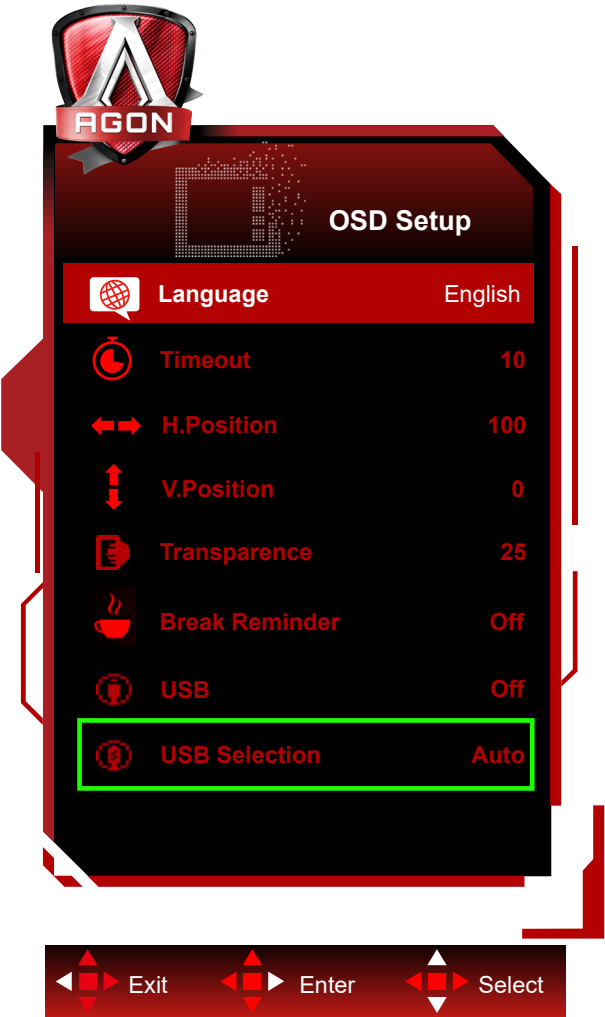 AGON
OSD Setup
Language English
Timeout 10
H.Position 100
V.Position 0
Transparence 25
Break Reminder Off
USB Off
USB Selection Auto
Exit Enter Select